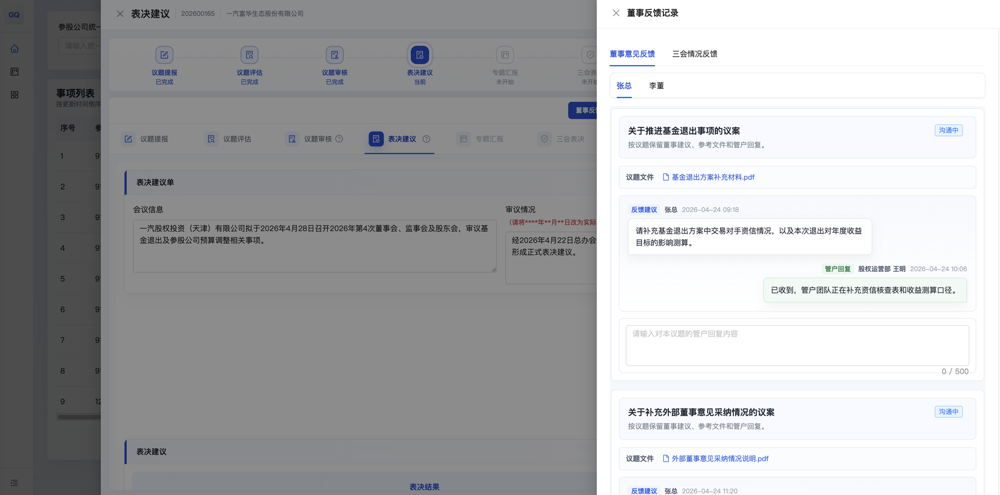 GQ
参股公司统一
请输入统一
事项列表
按更新时间倒序
序号
1
2
3
4
5
6
7
8
9
12
表决建议
202600165
一汽富华生态股份有限公司
议题提报
已完成
议题评估
已完成
议题审核
已完成
表决建议
当前
专题汇报
未开始
三会表
未开始
董事反馈
议题提报
议题评估
议题审核
表决建议
专题汇报
三会表决
表决建议单
会议信息
一汽股权投资（天津）有限公司拟于2026年4月28日召开2026年第4次董事会、监事会及股东会，审议基
金退出及参股公司预算调整相关事项。
审议情况
（请将****年**月**日改为实际
经2026年4月22日总办会
形成正式表决建议。
表决建议
表决结果
董事反馈记录
董事意见反馈
三会情况反馈
张总
李董
关于推进基金退出事项的议案
沟通中
按议题保留董事建议、参考文件和管户回复。
议题文件
基金退出方案补充材料.pdf
反馈建议 张总 2026-04-24 09:18
请补充基金退出方案中交易对手资信情况，以及本次退出对年度收益
目标的影响测算。
管户回复 股权运营部 王明 2026-04-24 10:06
已收到，管户团队正在补充资信核查表和收益测算口径。
请输入对本议题的管户回复内容
0 / 500
关于补充外部董事意见采纳情况的议案
沟通中
按议题保留董事建议、参考文件和管户回复。
议题文件
外部董事意见采纳情况说明.pdf
反馈建议 张总 2026-04-24 11:20